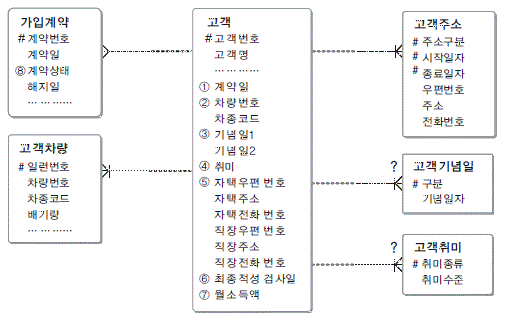 가입계약
# 계약번호
계약일
⑧ 계약상태
해지일
… … ……
고객차량
# 일련번호
차량번호
차종코드
배기량
… … ……
고객
# 고객번호
고객명
… … ……
① 계약일
② 차량번호
차종코드
③ 기념일1
기념일2
④ 취미
⑤ 자택우편 번호
자택주소
자택전화 번호
직장우편 번호
직장주소
직장전화 번호
⑥ 최종적성 검사일
⑦ 월소득액
고객주소
# 주소구분
# 시작일자
# 종료일자
우편번호
주소
전화번호
?
고객기념일
# 구분
기념일자
?
고객취미
# 취미종류
취미수준